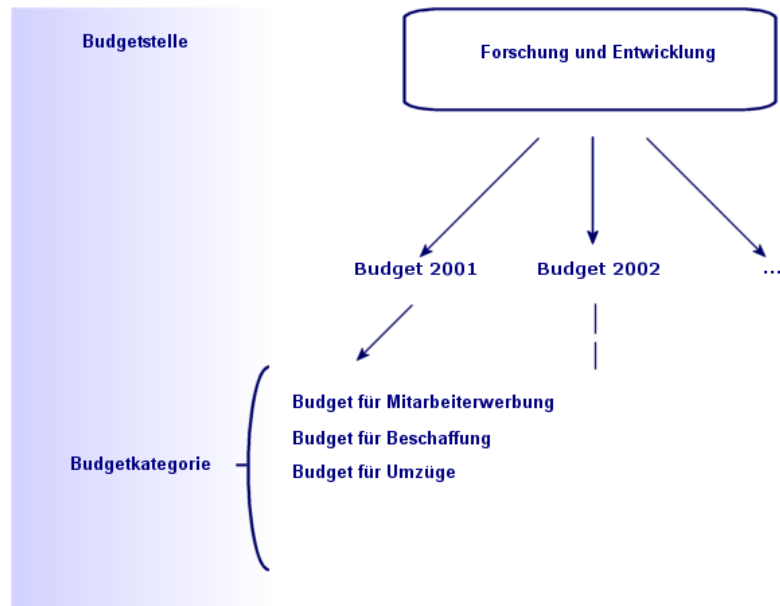 Budgetstelle
Forschung und Entwicklung
Budget 2001
Budget 2002
...
Budget für Mitarbeiterwerbung
Budget für Beschaffung
Budgetkategorie
Budget für Umzüge